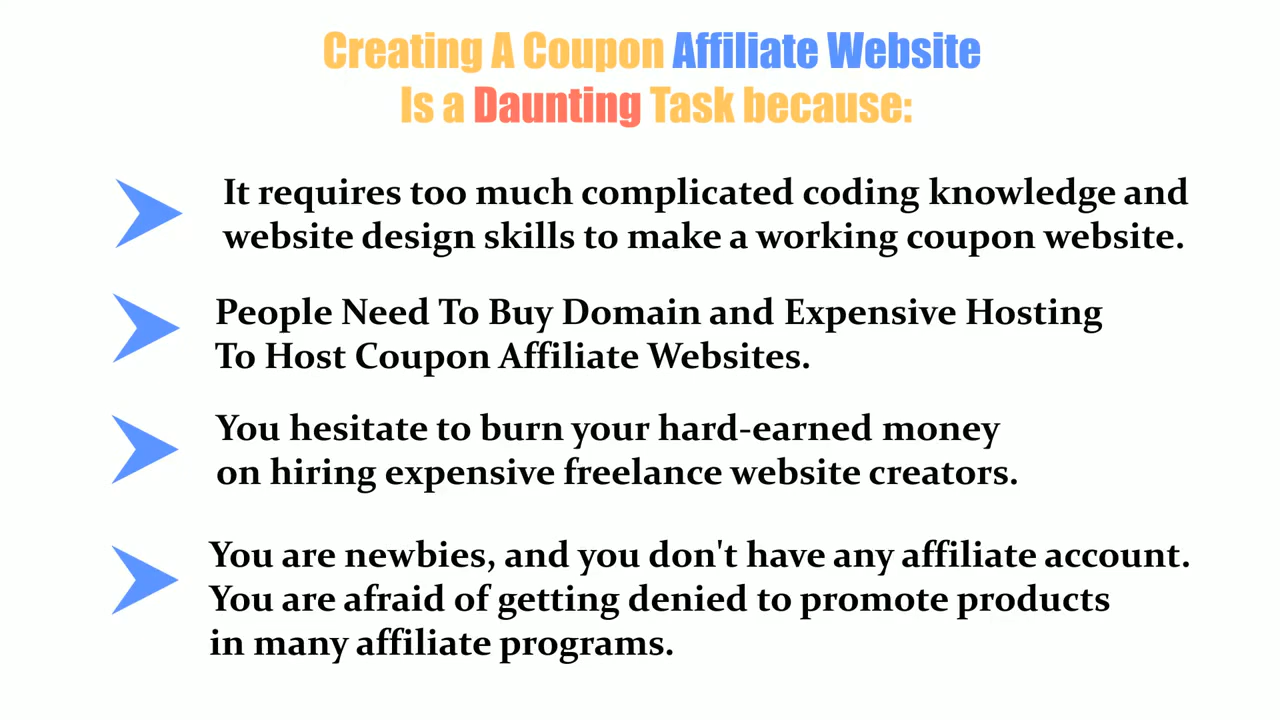 Creating A Coupon Affiliate Website
Is a Daunting Task because:
It requires too much complicated coding knowledge and
website design skills to make a working coupon website.
People Need To Buy Domain and Expensive Hosting
To Host Coupon Affiliate Websites.
You hesitate to burn your hard-earned money
on hiring expensive freelance website creators.
You are newbies, and you don't have any affiliate account.
You are afraid of getting denied to promote products
in many affiliate programs.